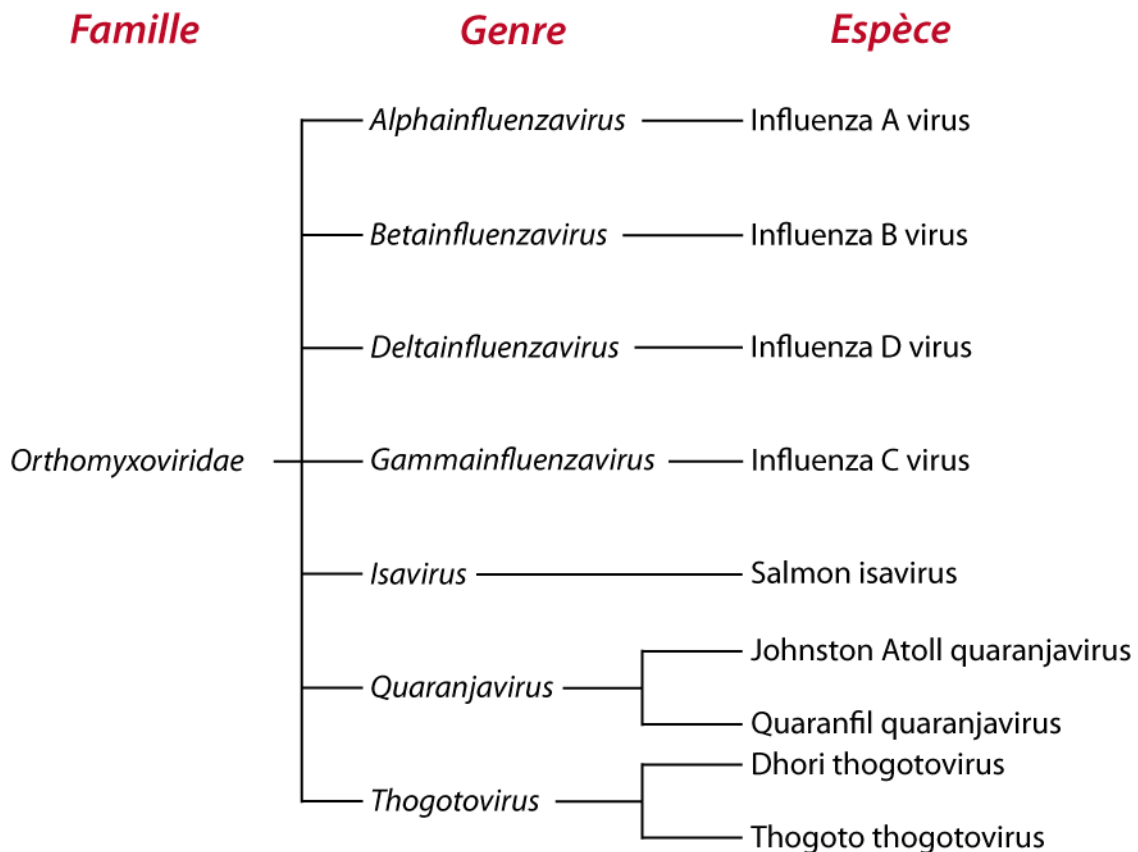 Famille Genre Espèce
Alphainfluenzavirus Influenza A virus
Betainfluenzavirus Influenza B virus
Deltainfluenzavirus Influenza D virus
Orthomyxoviridae Gammainfluenzavirus Influenza C virus
Isavirus Salmon isavirus
Johnston Atoll quaranjavirus
Quaranjavirus
Quaranfil quaranjavirus
Dhori thogotovirus
Thogotovirus
Thogoto thogotovirus